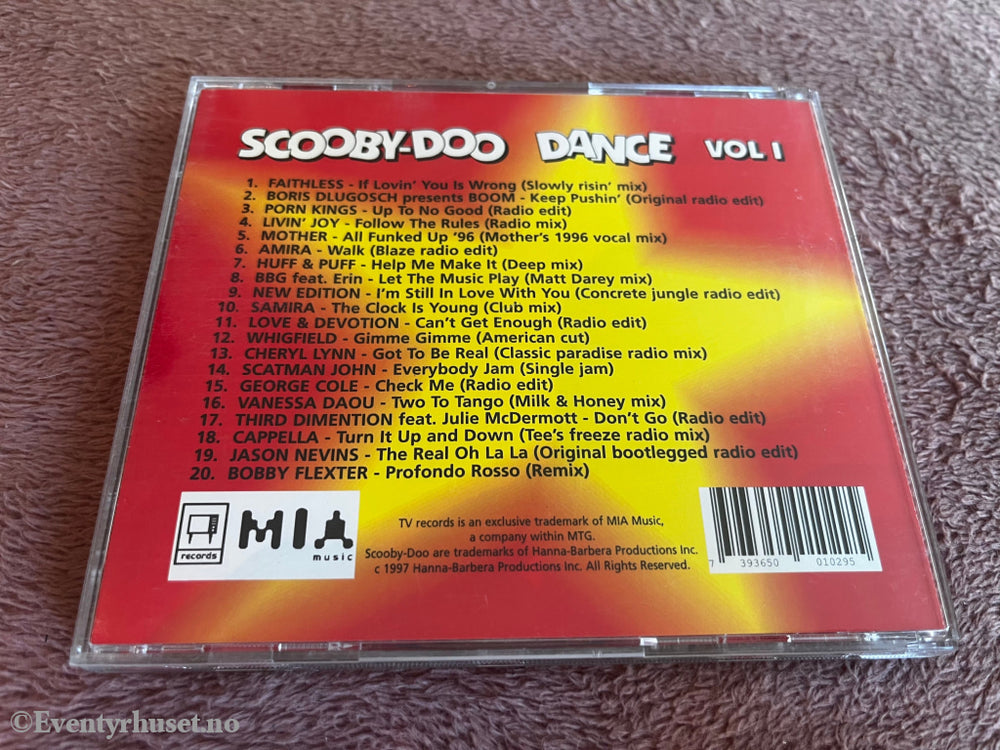 SCOOBY-DOO DANCE VOL 1
1. FAITHLESS - If Lovin' You Is Wrong (Slowly risin' mix)
2. BORIS DLUGOSCH presents BOOM - Keep Pushin' (Original radio edit)
3. PORN KINGS - Up To No Good (Radio edit)
4. LIVIN' JOY - Follow The Rules (Radio mix)
5. MOTHER - All Funked Up '96 (Mother's 1996 vocal mix)
6. AMIRA - Walk (Blaze radio edit)
7. HUFF & PUFF - Help Me Make It (Deep mix)
8. BBG feat. Erin - Let The Music Play (Matt Darey mix)
9. NEW EDITION - I'm Still In Love With You (Concrete jungle radio edit)
10. SAMIRA - The Clock Is Young (Club mix)
11. LOVE & DEVOTION - Can't Get Enough (Radio edit)
12. WHIGFIELD - Gimme Gimme (American cut)
13. CHERYL LYNN - Got To Be Real (Classic paradise radio mix)
14. SCATMAN JOHN - Everybody Jam (Single jam)
15. GEORGE COLE - Check Me (Radio edit)
16. VANESSA DAOU - Two To Tango (Milk & Honey mix)
17. THIRD DIMENTION feat. Julie McDermott - Don't Go (Radio edit)
18. CAPPELLA - Turn It Up and Down (Tee's freeze radio mix)
19. JASON NEVINS - The Real Oh La La (Original bootlegged radio edit)
20. BOBBY FLEXTER - Profondo Rosso (Remix)
records
MIA
music
TV records is an exclusive trademark of MIA Music,
a company within MTG.
Scooby-Doo are trademarks of Hanna-Barbera Productions Inc.
c 1997 Hanna-Barbera Productions Inc. All Rights Reserved.
7 393650 010295
©Eventyrhuset.no